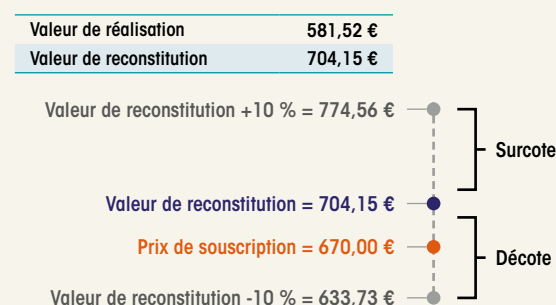 Valeur de réalisation 581,52 €
Valeur de reconstitution 704,15 €
Valeur de reconstitution +10 % = 774,56 €
Surcote
Valeur de reconstitution = 704,15 €
Prix de souscription = 670,00 €
Décote
Valeur de reconstitution -10 % = 633,73 €